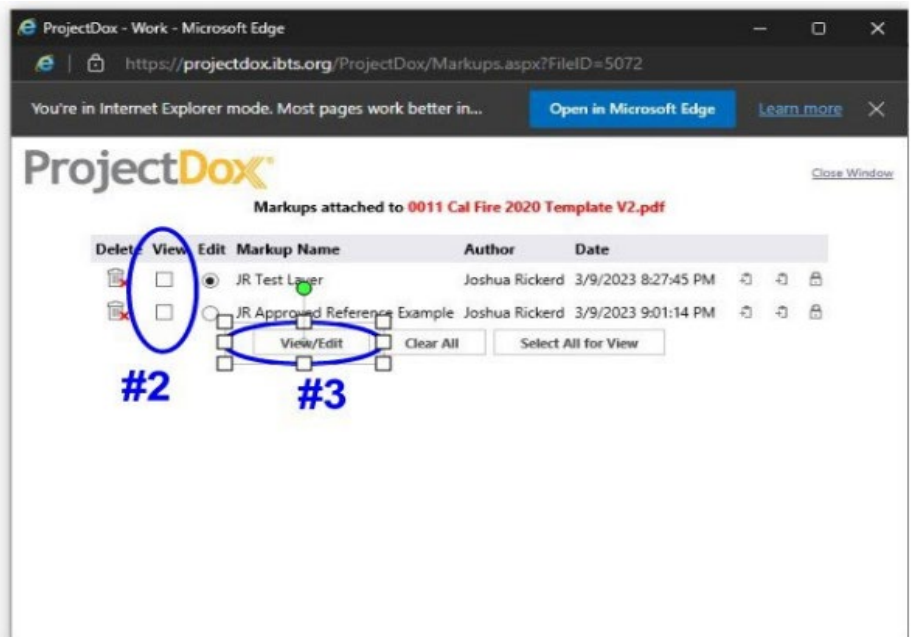 ProjectDox - Work - Microsoft Edge
https://projectdox.ibts.org/ProjectDox/Markups.aspx?FileID=5072
You're in Internet Explorer mode. Most pages work better in... Open in Microsoft Edge Learn more
ProjectDox
Close Window
Markups attached to 0011 Cal Fire 2020 Template V2.pdf
Delete View Edit Markup Name Author Date
JR Test Layer Joshua Rickerd 3/9/2023 8:27:45 PM
JR Approved Reference Example Joshua Rickerd 3/9/2023 9:01:14 PM
View/Edit Clear All Select All for View
#2 #3